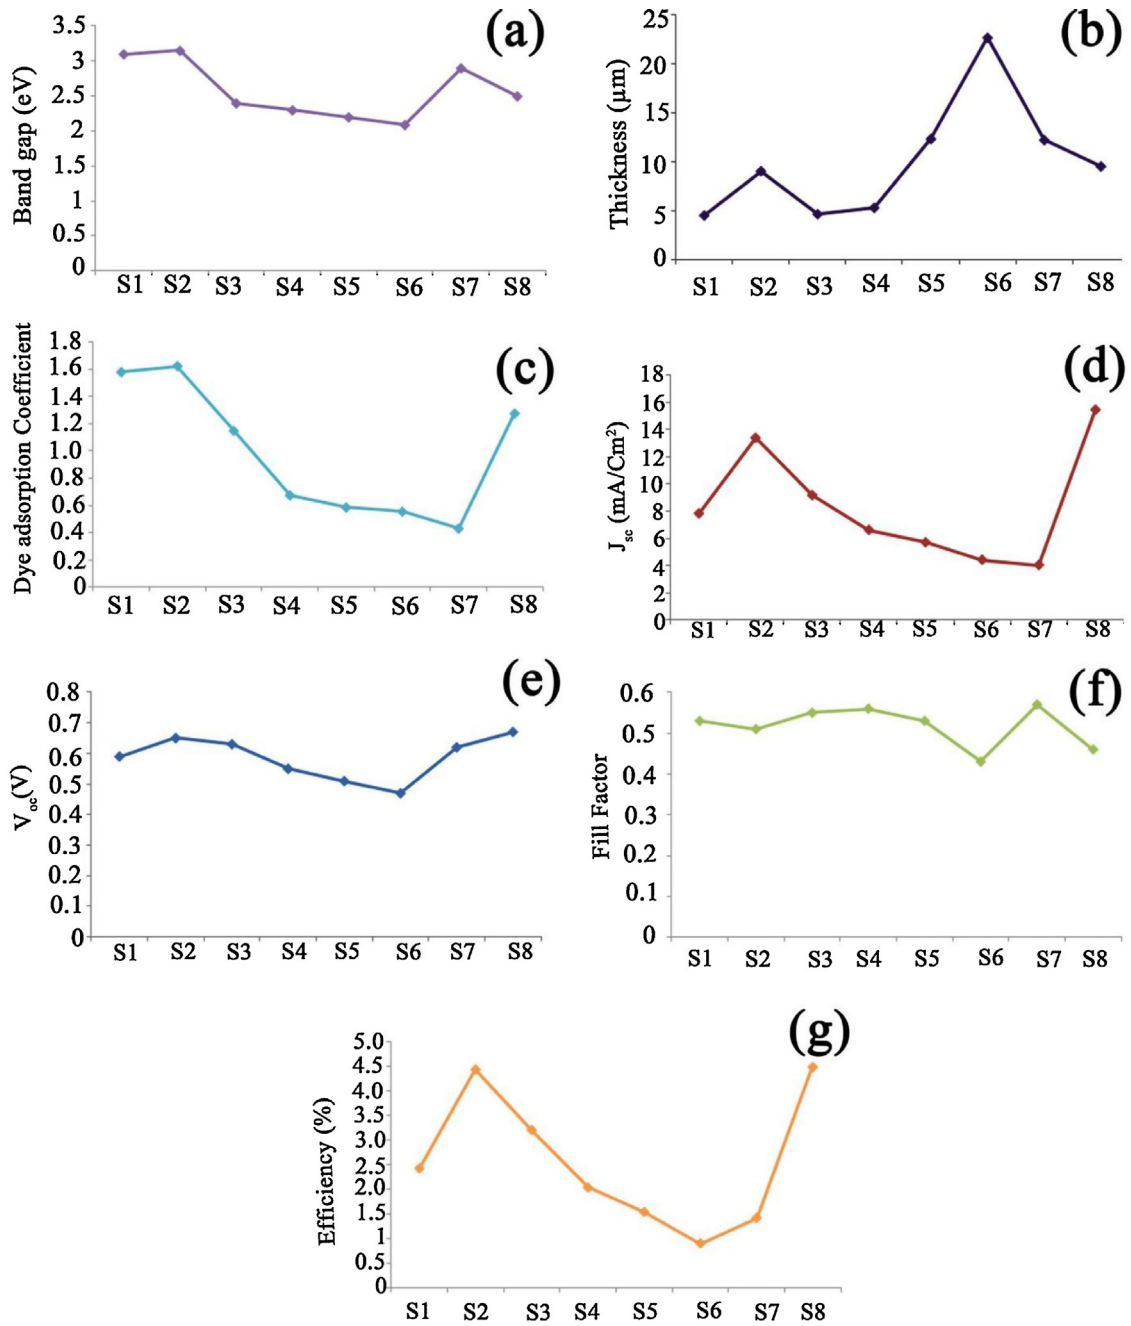 (a)
Band gap (eV)
3.5
3
2.5
2
1.5
1
0.5
0
S1 S2 S3 S4 S5 S6 S7 S8
(b)
Thickness (µm)
25
20
15
10
5
0
S1 S2 S3 S4 S5 S6 S7 S8
(c)
Dye adsorption Coefficient
1.8
1.6
1.4
1.2
1.0
0.8
0.6
0.4
0.2
0
S1 S2 S3 S4 S5 S6 S7 S8
(d)
Jsc (mA/Cm²)
18
16
14
12
10
8
6
4
2
0
S1 S2 S3 S4 S5 S6 S7 S8
(e)
Voc(V)
0.8
0.7
0.6
0.5
0.4
0.3
0.2
0.1
0
S1 S2 S3 S4 S5 S6 S7 S8
(f)
Fill Factor
0.6
0.5
0.4
0.3
0.2
0.1
0
S1 S2 S3 S4 S5 S6 S7 S8
(g)
Efficiency (%)
5.0
4.5
4.0
3.5
3.0
2.5
2.0
1.5
1
0.5
0
S1 S2 S3 S4 S5 S6 S7 S8